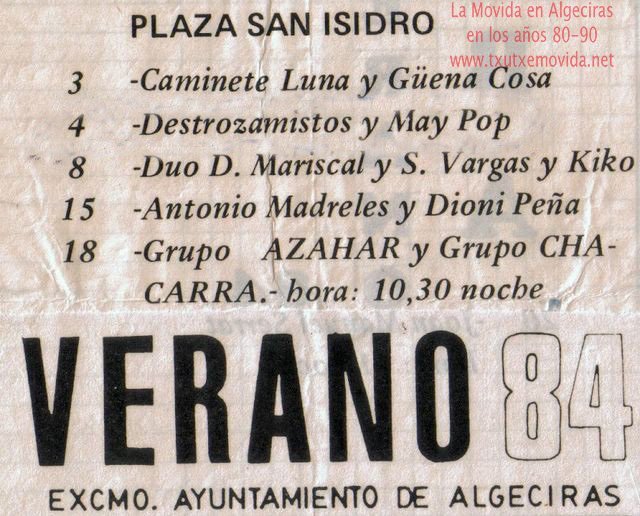 La Movida en Algeciras
en los años 80-90
www.txutxemovida.net
PLAZA SAN ISIDRO
3 -Caminete Luna y Güena Cosa
4 -Destrozamistos y May Pop
8 -Duo D. Mariscal y S. Vargas y Kiko
15 -Antonio Madreles y Dioni Peña
18 -Grupo AZAHAR y Grupo CHA-
CARRA.- hora: 10,30 noche
VERANO 84
EXCMO. AYUNTAMIENTO DE ALGECIRAS